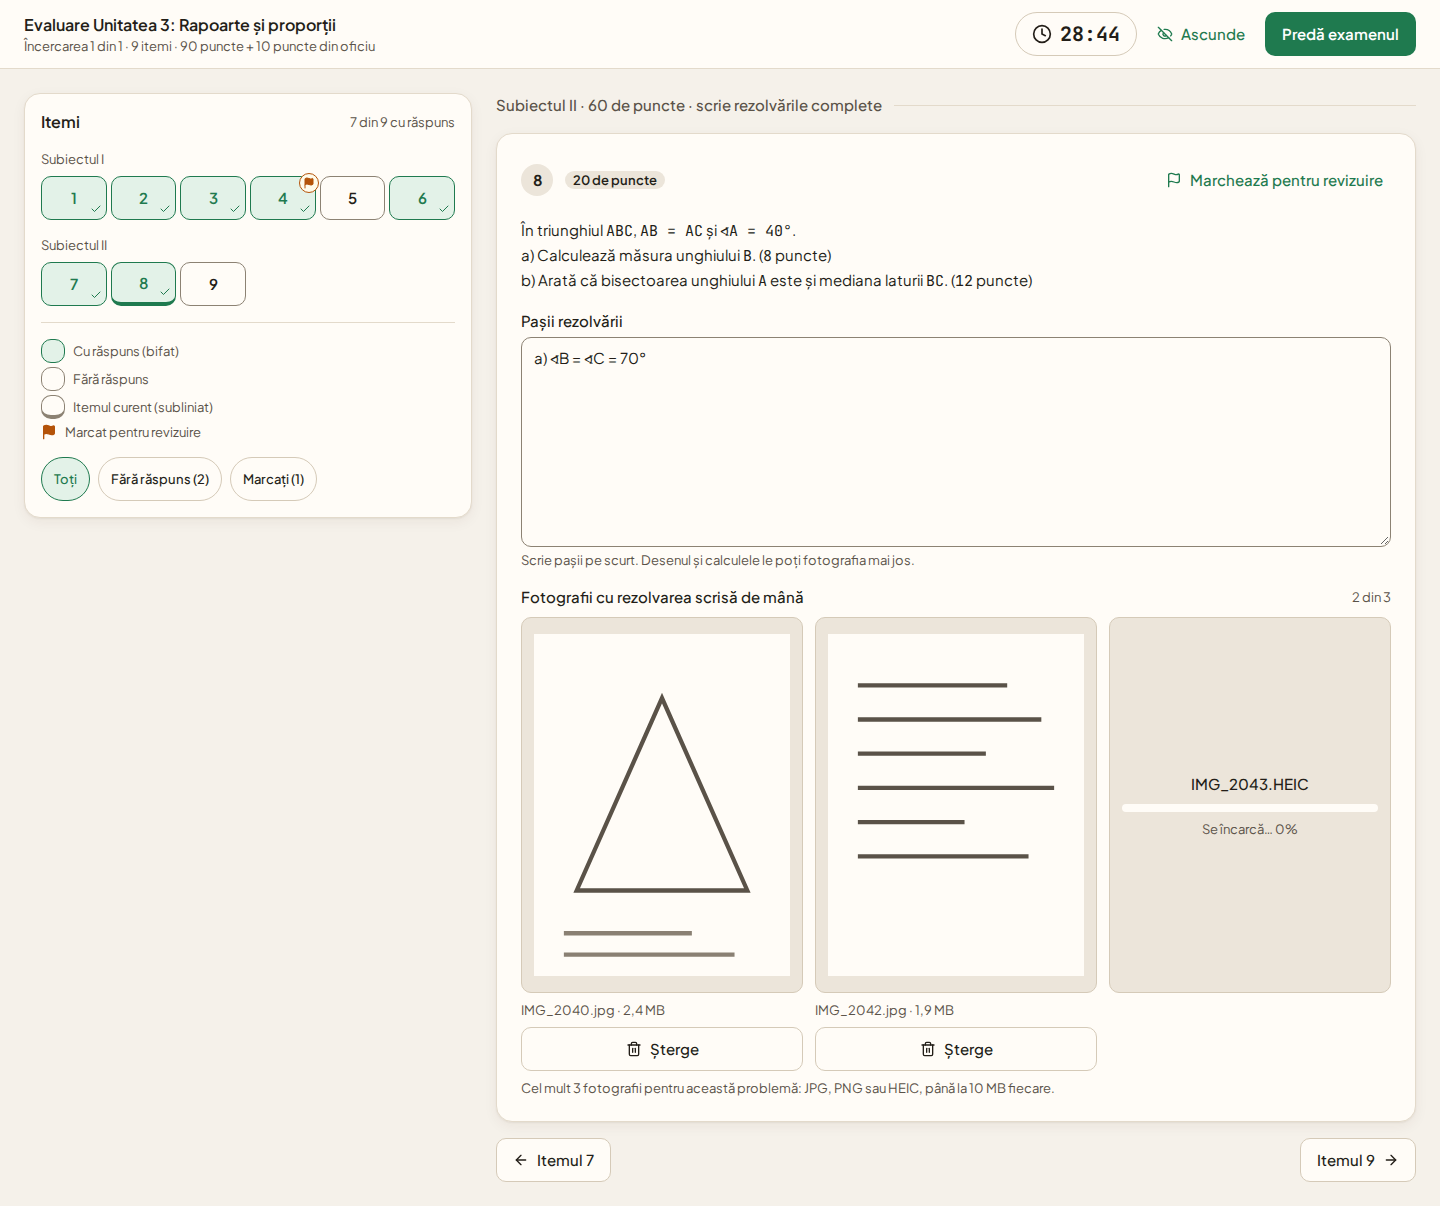 Evaluare Unitatea 3: Rapoarte și proporții
Încercarea 1 din 1 · 9 itemi · 90 puncte + 10 puncte din oficiu
28:44
Ascunde
Predă examenul
Itemi
7 din 9 cu răspuns
Subiectul I
1
2
3
4
5
6
Subiectul II
7
8
9
Cu răspuns (bifat)
Fără răspuns
Itemul curent (subliniat)
Marcat pentru revizuire
Toți
Fără răspuns (2)
Marcați (1)
Subiectul II · 60 de puncte · scrie rezolvările complete
8
20 de puncte
Marchează pentru revizuire
În triunghiul ABC, AB = AC și ∢A = 40°.
a) Calculează măsura unghiului B. (8 puncte)
b) Arată că bisectoarea unghiului A este și mediana laturii BC. (12 puncte)
Pașii rezolvării
a) ∢B = ∢C = 70°
Scrie pașii pe scurt. Desenul și calculele le poți fotografia mai jos.
Fotografii cu rezolvarea scrisă de mână
2 din 3
IMG_2043.HEIC
Se încarcă… 0%
IMG_2040.jpg · 2,4 MB
IMG_2042.jpg · 1,9 MB
Șterge
Șterge
Cel mult 3 fotografii pentru această problemă: JPG, PNG sau HEIC, până la 10 MB fiecare.
Itemul 7
Itemul 9